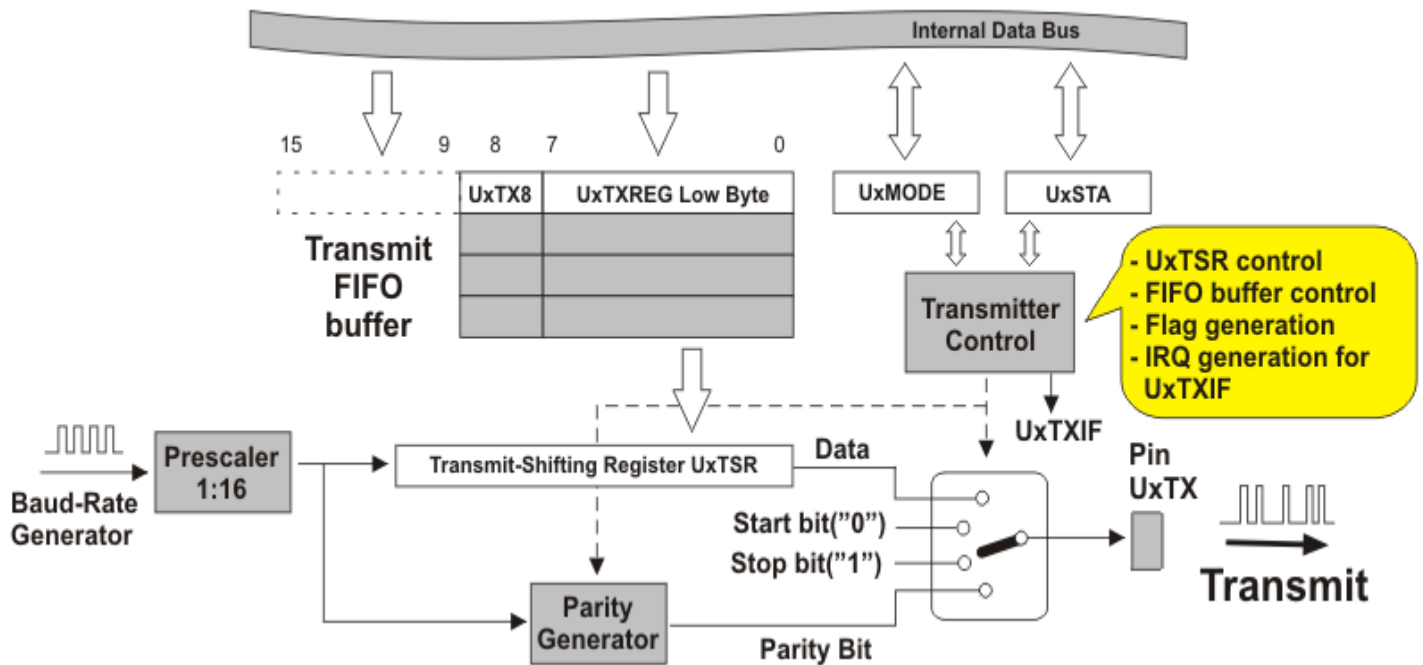 Internal Data Bus
15 9 8 7 0
UxTX8 UxTXREG Low Byte
UxMODE UxSTA
Transmit
FIFO
buffer
Transmitter
Control
- UxTSR control
- FIFO buffer control
- Flag generation
- IRQ generation for
UxTXIF
UxTXIF
Prescaler
1:16
Baud-Rate
Generator
Transmit-Shifting Register UxTSR
Data
Start bit("0")
Stop bit("1")
Pin
UxTX
Transmit
Parity
Generator
Parity Bit